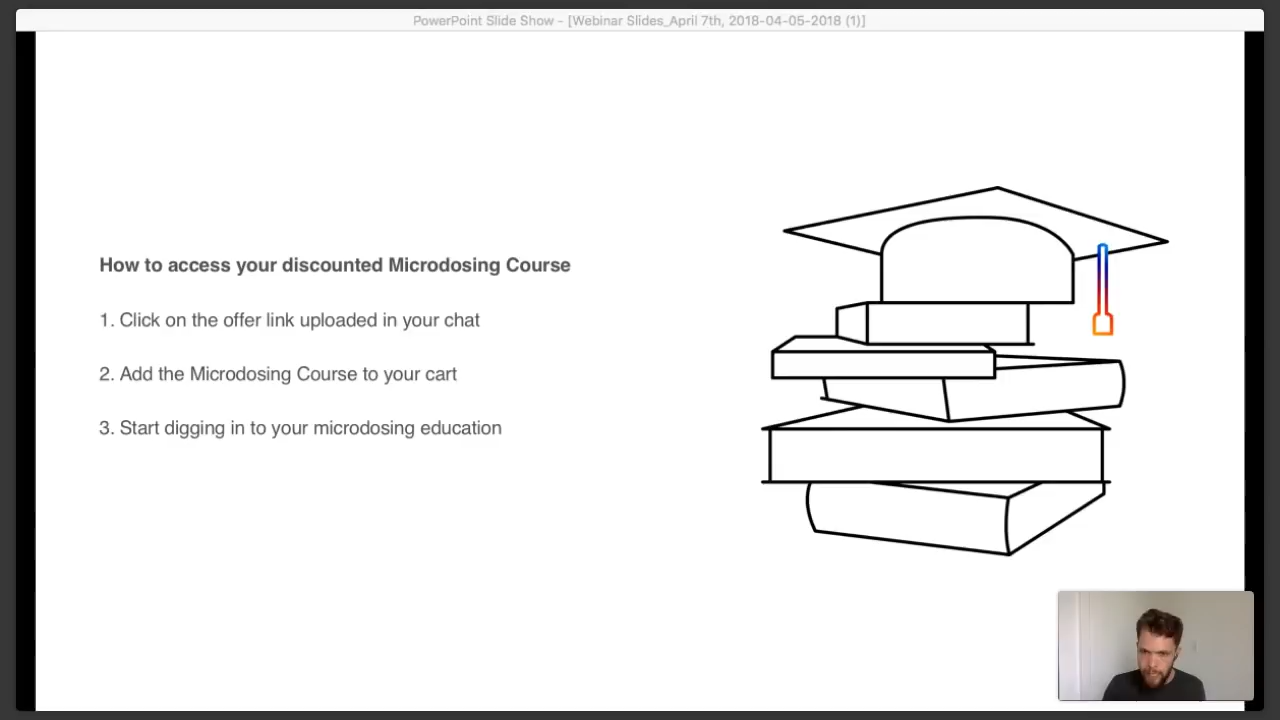 PowerPoint Slide Show - [Webinar Slides_April 7th, 2018-04-05-2018 (1)]
How to access your discounted Microdosing Course
1. Click on the offer link uploaded in your chat
2. Add the Microdosing Course to your cart
3. Start digging in to your microdosing education